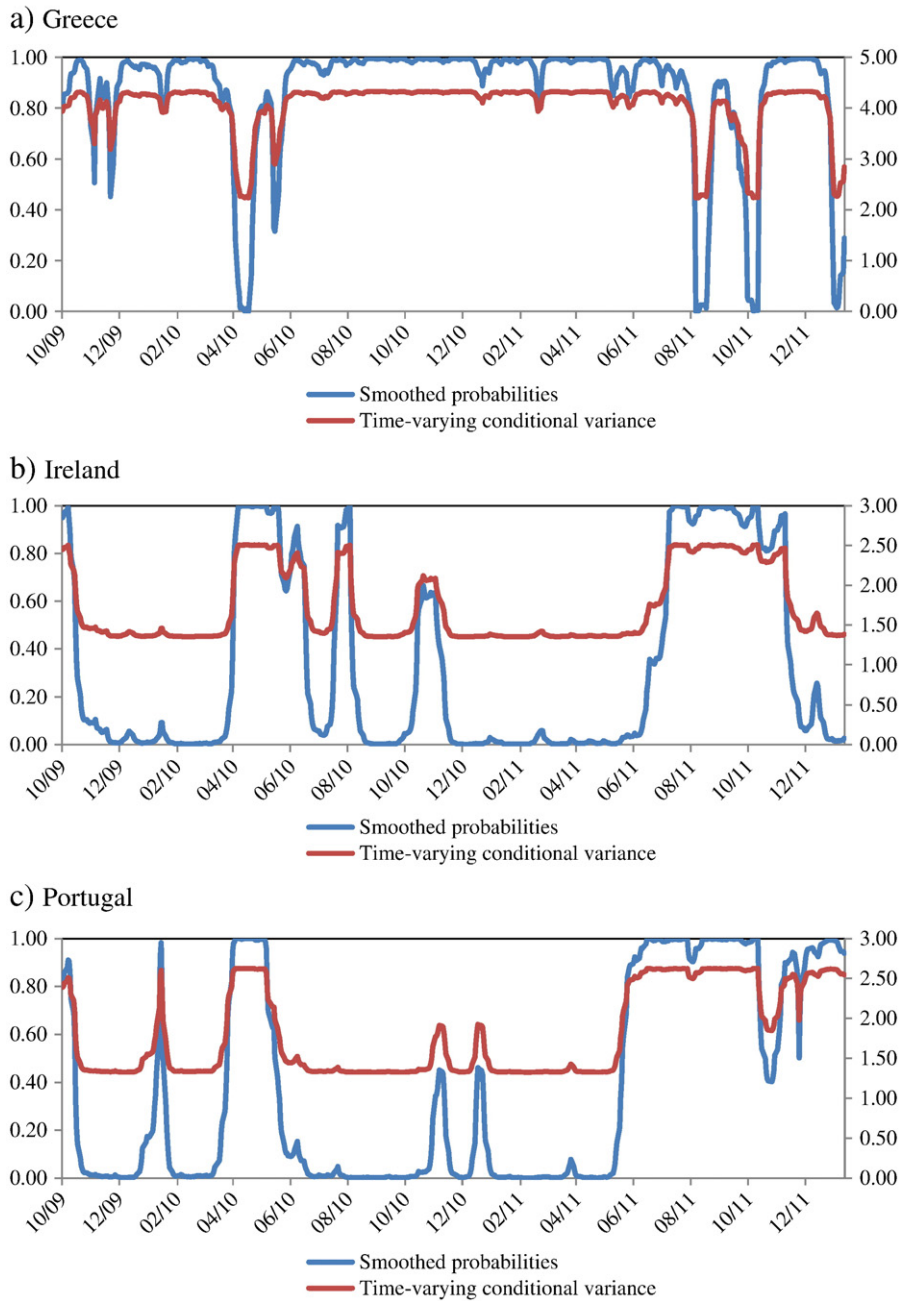 a) Greece
1.00 5.00
0.80 4.00
0.60 3.00
0.40 2.00
0.20 1.00
0.00 0.00
10/09 12/09 02/10 04/10 06/10 08/10 10/10 12/10 02/11 04/11 06/11 08/11 10/11 12/11
Smoothed probabilities
Time-varying conditional variance
b) Ireland
1.00 3.00
2.50
0.80 2.00
0.60 1.50
0.40 1.00
0.20 0.50
0.00 0.00
10/09 12/09 02/10 04/10 06/10 08/10 10/10 12/10 02/11 04/11 06/11 08/11 10/11 12/11
Smoothed probabilities
Time-varying conditional variance
c) Portugal
1.00 3.00
2.50
0.80 2.00
0.60 1.50
0.40 1.00
0.20 0.50
0.00 0.00
10/09 12/09 02/10 04/10 06/10 08/10 10/10 12/10 02/11 04/11 06/11 08/11 10/11 12/11
Smoothed probabilities
Time-varying conditional variance